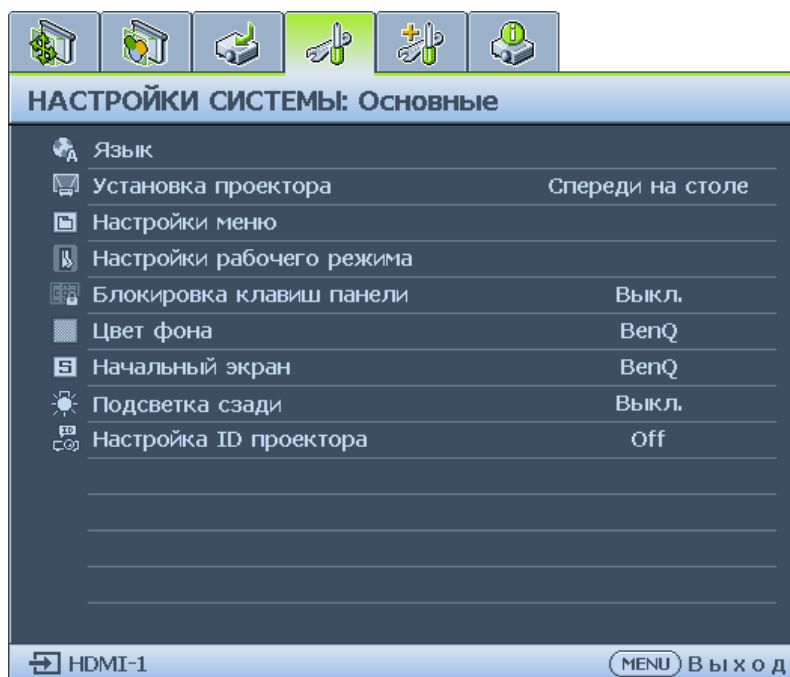 НАСТРОЙКИ СИСТЕМЫ: Основные
Язык
Установка проектора Спереди на столе
Настройки меню
Настройки рабочего режима
Блокировка клавиш панели Выкл.
Цвет фона BenQ
Начальный экран BenQ
Подсветка сзади Выкл.
Настройка ID проектора Off
HDMI-1 MENU Выход